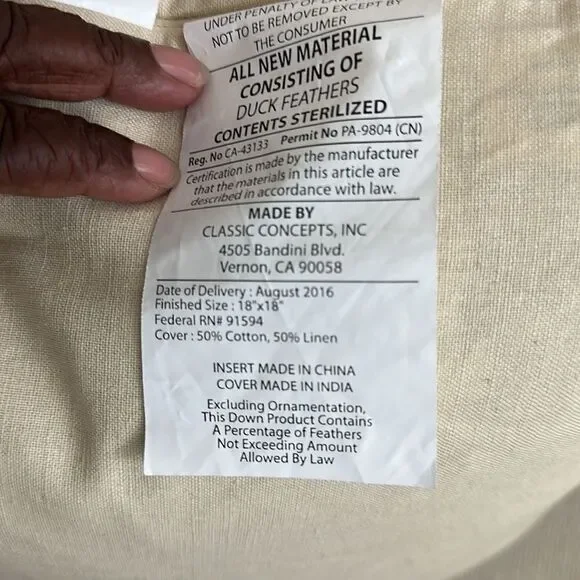 UNDER PENALTY OF LAW
NOT TO BE REMOVED EXCEPT BY
THE CONSUMER
ALL NEW MATERIAL
CONSISTING OF
DUCK FEATHERS
CONTENTS STERILIZED
Reg. No CA-43133 Permit No PA-9804 (CN)
Certification is made by the manufacturer
that the materials in this article are
described in accordance with law.
MADE BY
CLASSIC CONCEPTS, INC
4505 Bandini Blvd.
Vernon, CA 90058
Date of Delivery : August 2016
Finished Size : 18"x18"
Federal RN# 91594
Cover : 50% Cotton, 50% Linen
INSERT MADE IN CHINA
COVER MADE IN INDIA
Excluding Ornamentation,
This Down Product Contains
A Percentage of Feathers
Not Exceeding Amount
Allowed By Law